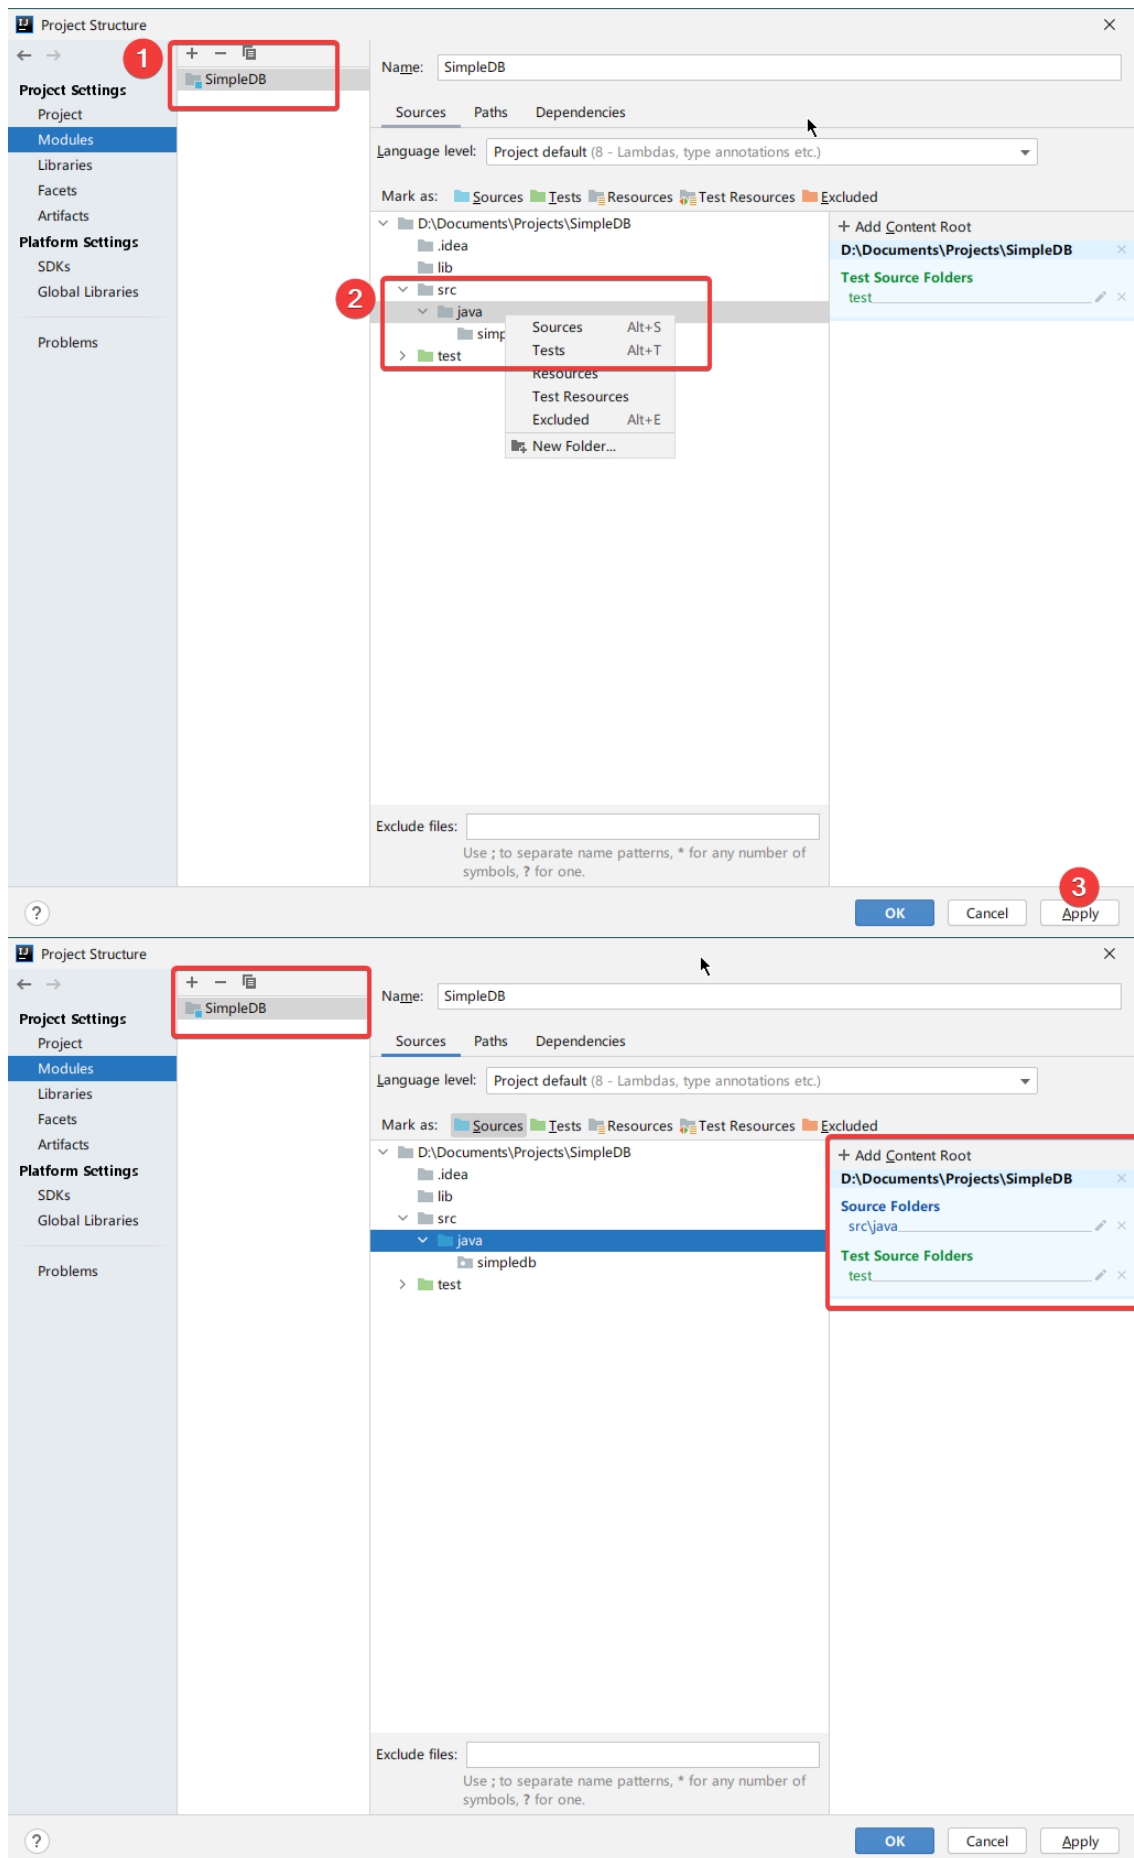 Project Structure
1
Project Settings
Project
Modules
Libraries
Facets
Artifacts
Platform Settings
SDKs
Global Libraries
Problems
SimpleDB
Name: SimpleDB
Sources Paths Dependencies
Language level: Project default (8 - Lambdas, type annotations etc.)
Mark as: Sources Tests Resources Test Resources Excluded
D:\Documents\Projects\SimpleDB
.idea
lib
2
src
java
simp
test
Sources Alt+S
Tests Alt+T
Resources
Test Resources
Excluded Alt+E
New Folder...
+ Add Content Root
D:\Documents\Projects\SimpleDB
Test Source Folders
test
Exclude files:
Use ; to separate name patterns, * for any number of
symbols, ? for one.
3
?
OK Cancel Apply
Project Structure
Project Settings
Project
Modules
Libraries
Facets
Artifacts
Platform Settings
SDKs
Global Libraries
Problems
SimpleDB
Name: SimpleDB
Sources Paths Dependencies
Language level: Project default (8 - Lambdas, type annotations etc.)
Mark as: Sources Tests Resources Test Resources Excluded
D:\Documents\Projects\SimpleDB
.idea
lib
src
java
simpledb
test
+ Add Content Root
D:\Documents\Projects\SimpleDB
Source Folders
src\java
Test Source Folders
test
Exclude files:
Use ; to separate name patterns, * for any number of
symbols, ? for one.
?
OK Cancel Apply